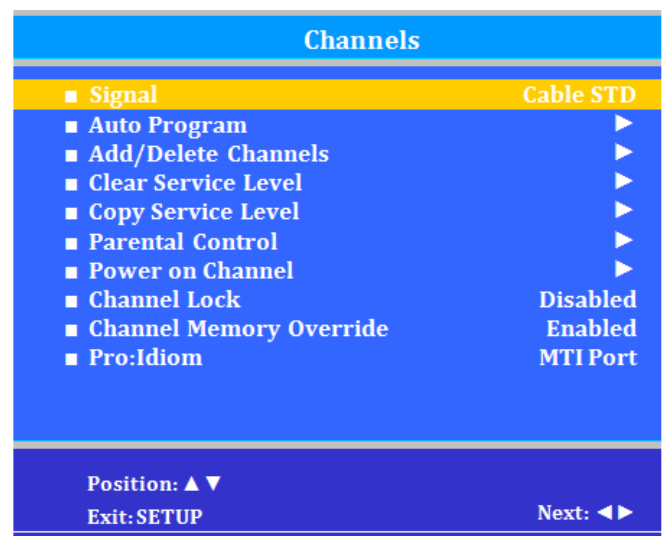 Channels
■ Signal Cable STD
■ Auto Program ▶
■ Add/Delete Channels ▶
■ Clear Service Level ▶
■ Copy Service Level ▶
■ Parental Control ▶
■ Power on Channel ▶
■ Channel Lock Disabled
■ Channel Memory Override Enabled
■ Pro:Idiom MTI Port
Position: ▲ ▼
Exit: SETUP Next: ◀ ▶